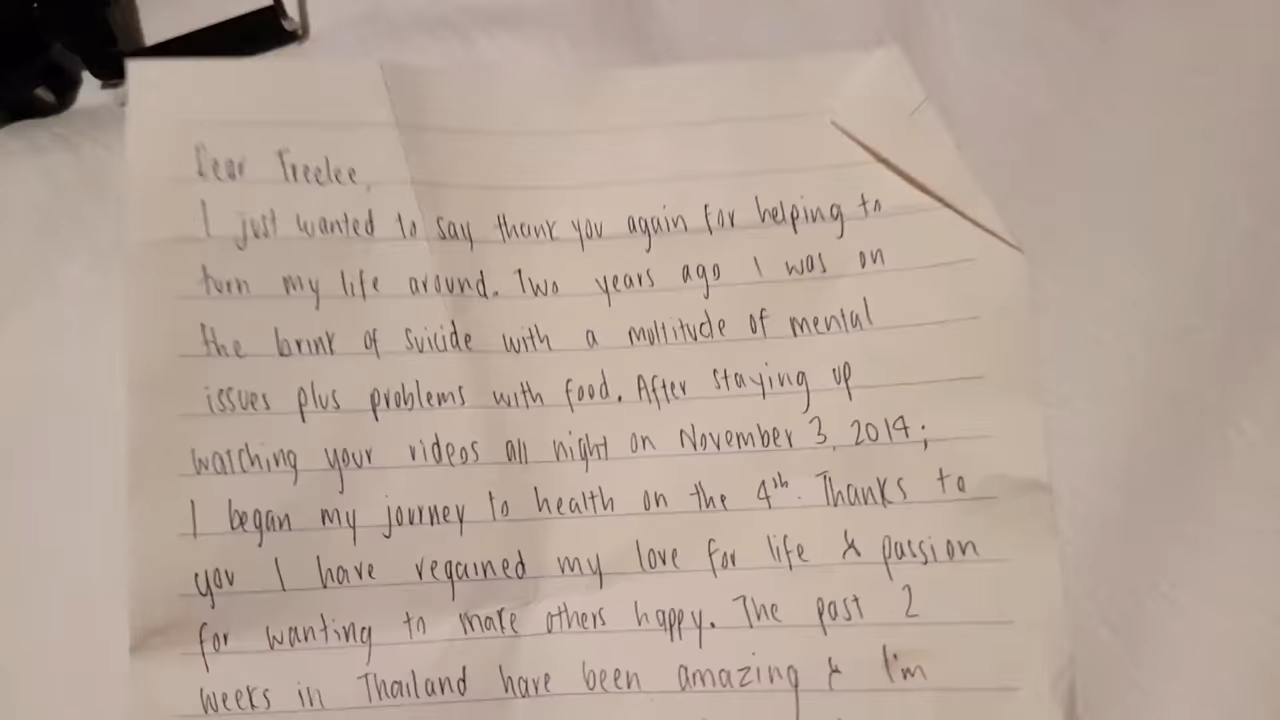 Dear Freelee,
I just wanted to say thank you again for helping to
turn my life around. Two years ago I was on
the brink of suicide with a multitude of mental
issues plus problems with food. After staying up
watching your videos all night on November 3, 2014;
I began my journey to health on the 4th. Thanks to
you I have regained my love for life & passion
for wanting to make others happy. The past 2
weeks in Thailand have been amazing & I'm